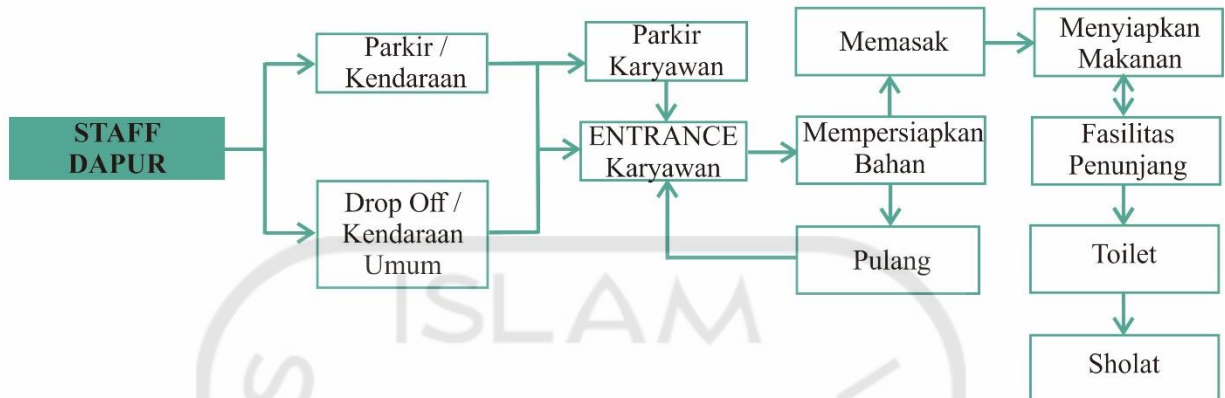 STAFF
DAPUR
Parkir /
Kendaraan
Drop Off /
Kendaraan
Umum
Parkir
Karyawan
ENTRANCE
Karyawan
Memasak
Mempersiapkan
Bahan
Pulang
Menyiapkan
Makanan
Fasilitas
Penunjang
Toilet
Sholat
ISLAM
S